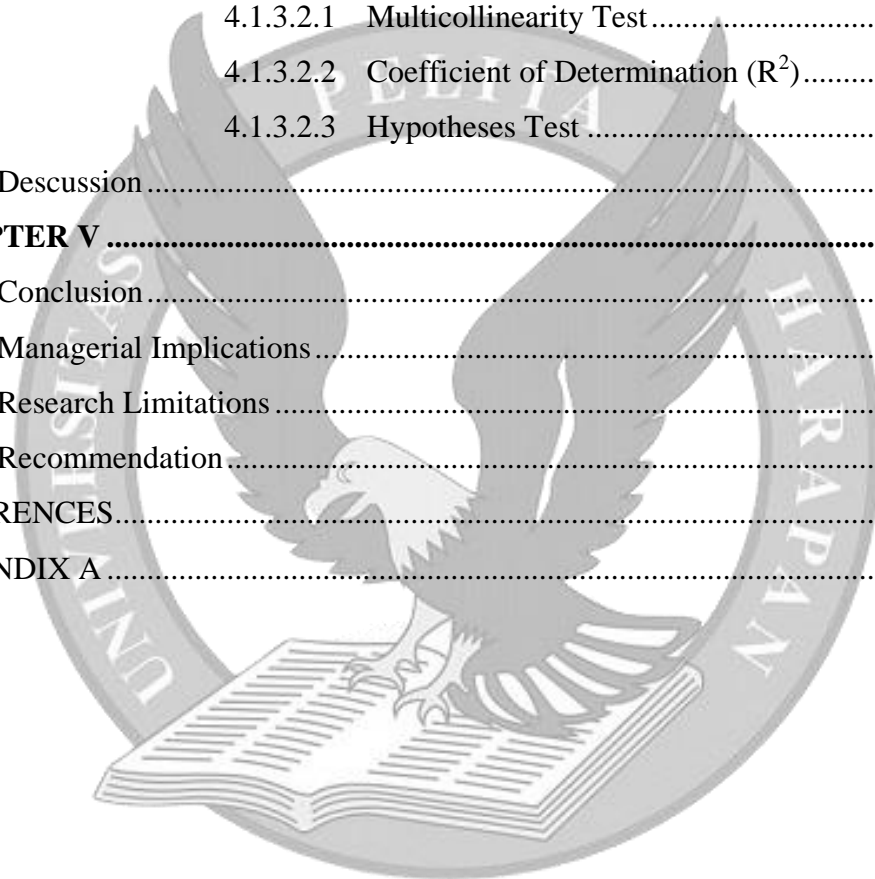 4.1.3.2.1 Multicollinearity Test..............................
4.1.3.2.2 Coefficient of Determination (R²)..........
4.1.3.2.3 Hypotheses Test .......................................
Descussion.......................................................................................................
PTER V ..............................................................................................................
Conclusion.......................................................................................................
Managerial Implications................................................................................
Research Limitations ......................................................................................
Recommendation.............................................................................................
RENCES............................................................................................................
NDIX A .............................................................................................................
UNIVERSITAS PELITA HARAPAN